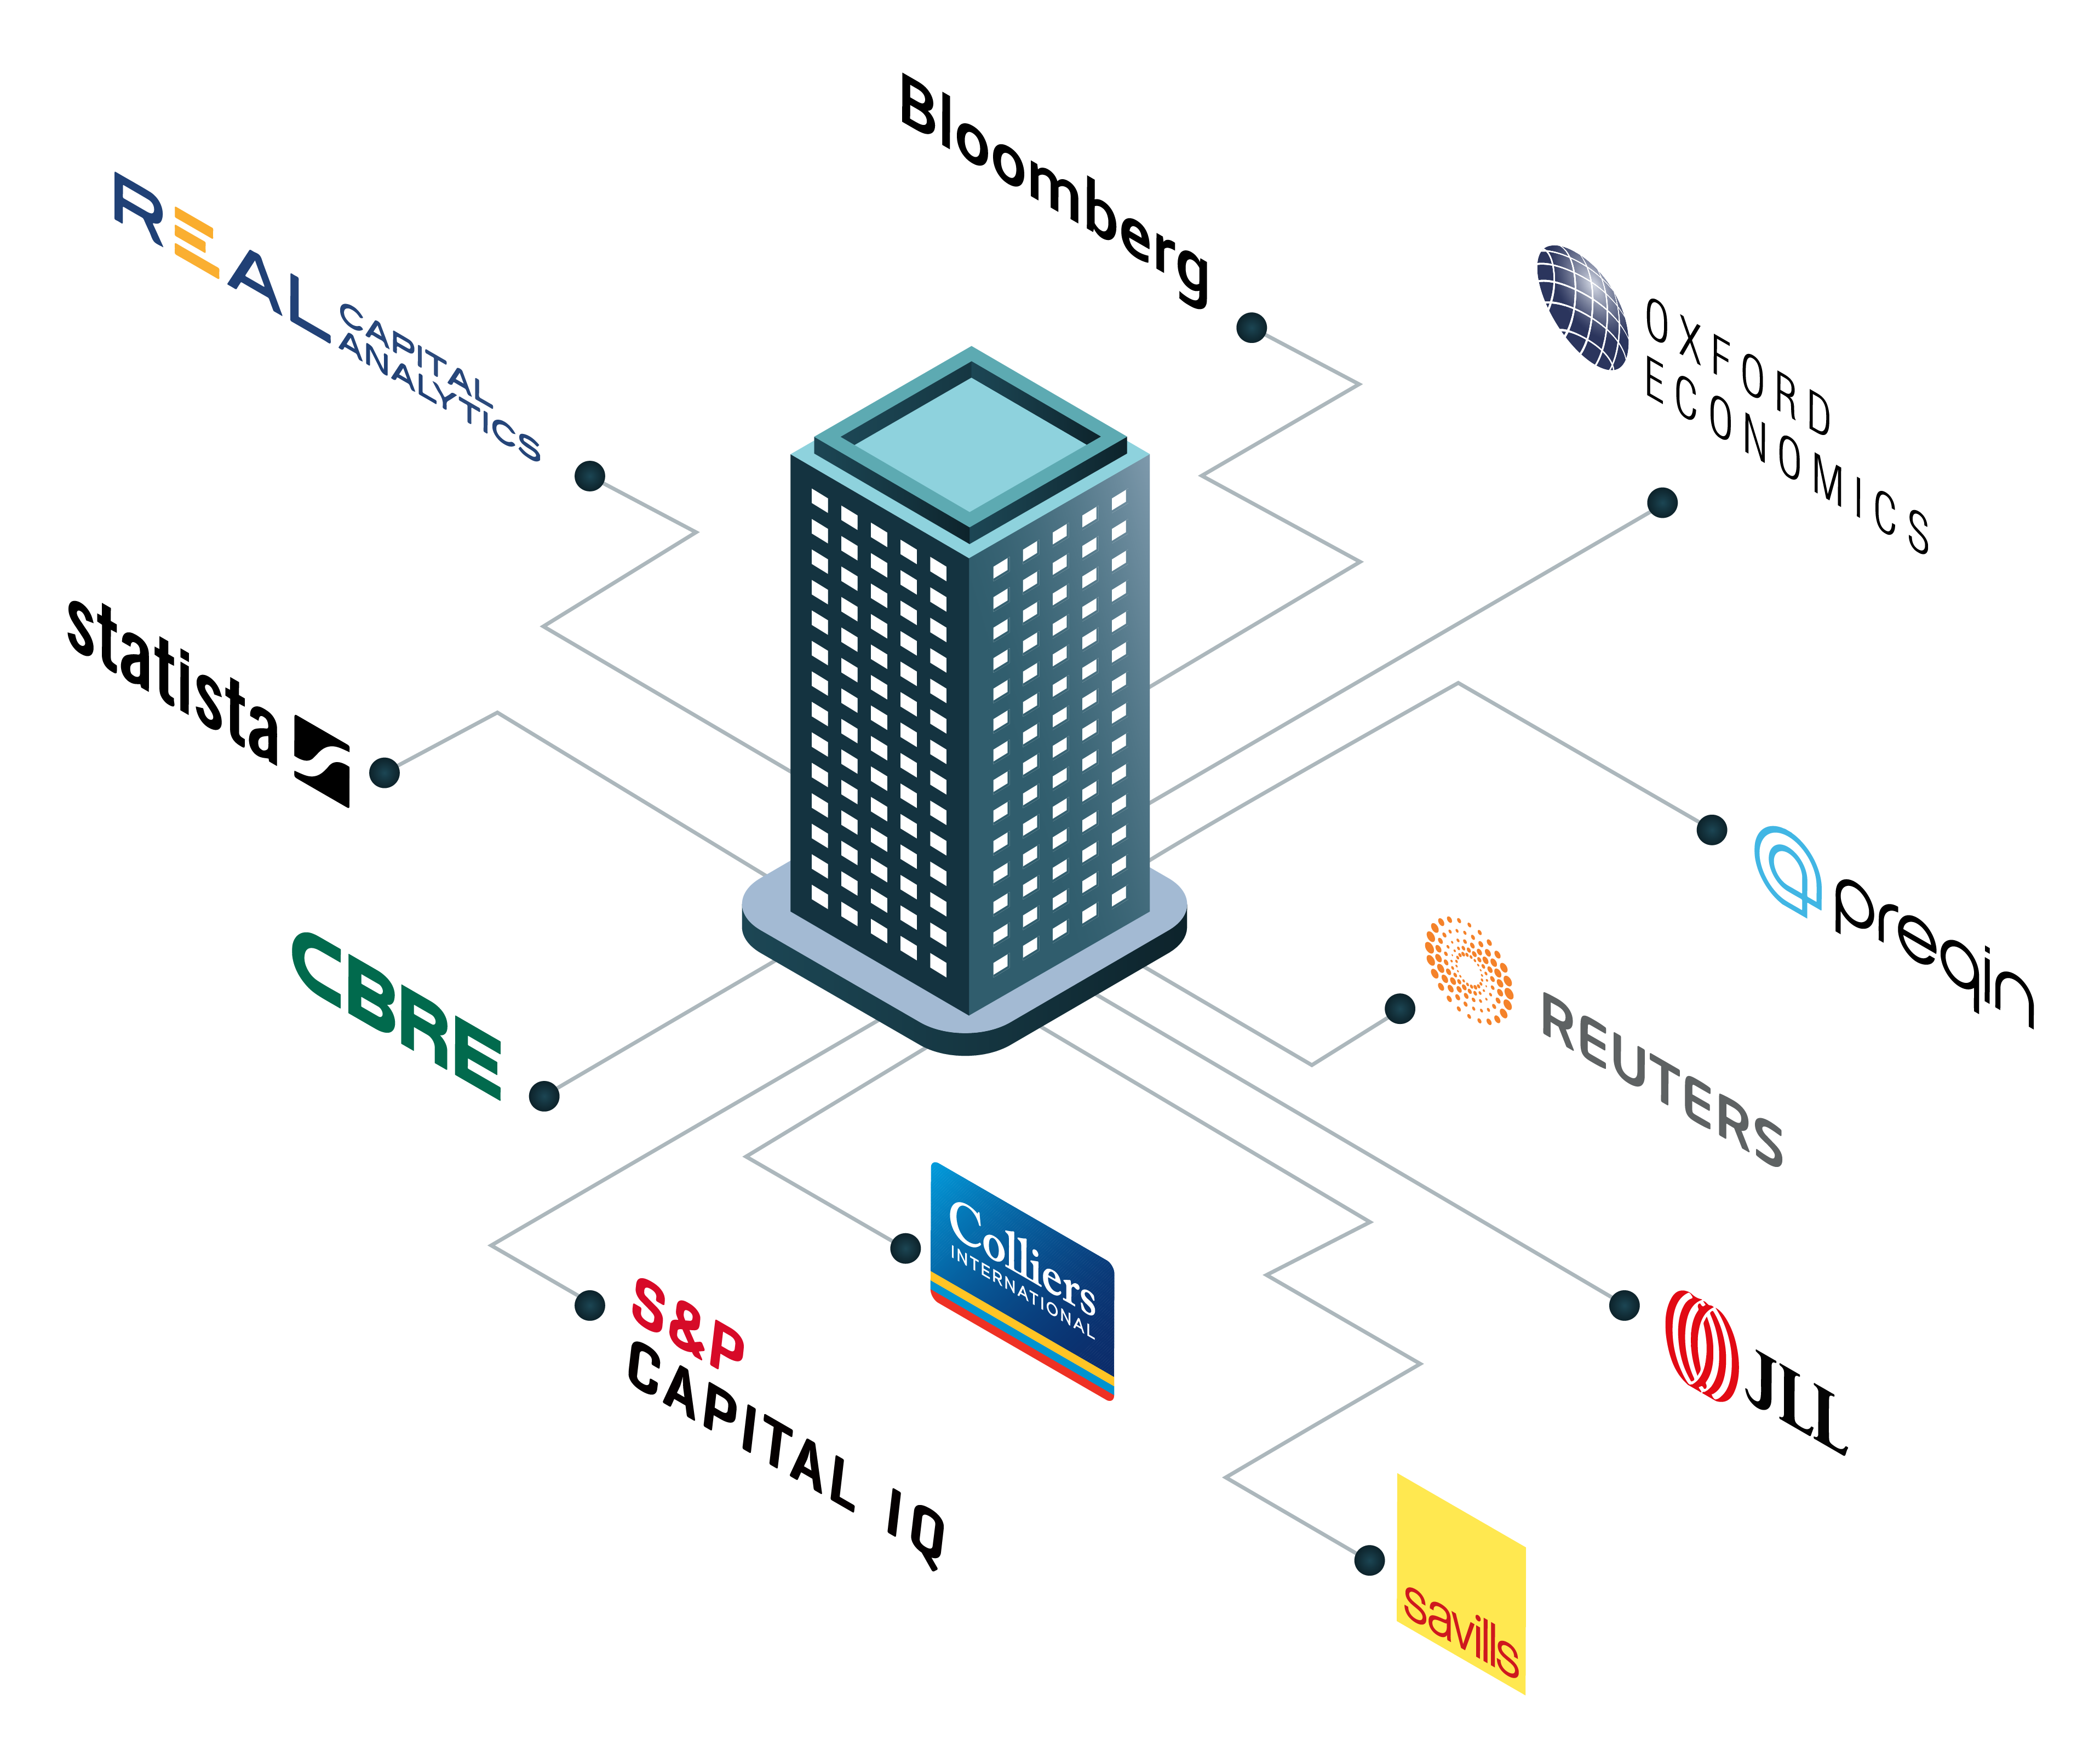 Bloomberg
REAL
CAPITAL
ANALYTICS
OXFORD
ECONOMICS
statista
preqin
CBRE
REUTERS
Colliers
INTERNATIONAL
S&P
CAPITAL IQ
JLL
savills